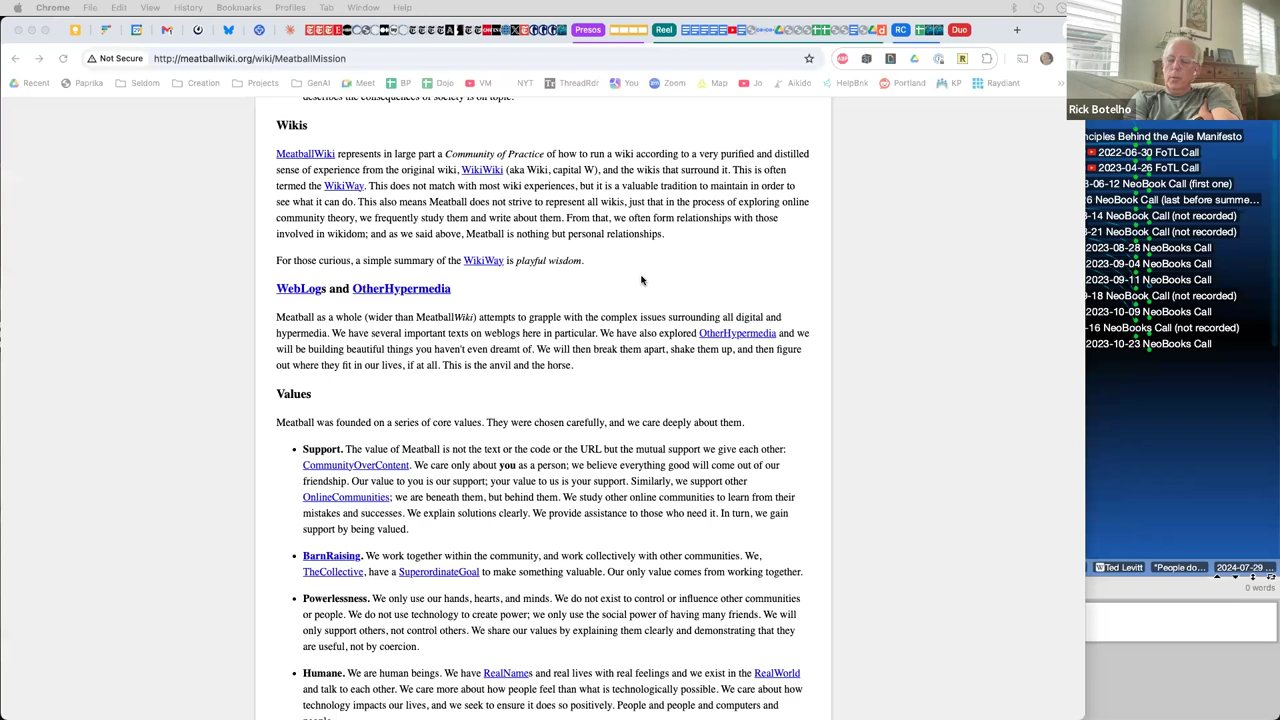 Chrome File Edit View History Bookmarks Profiles Tab Window Help
Presos
Reel
RC
Duo
Not Secure http://meatballwiki.org/wiki/MeatballMission
Recent Paprika Seldom Creation Projects GenAI Meet BP Dojo VM NYT ThreadRdr You Zoom Map Jo Aikido HelpBnk Portland KP Raydiant
Rick Botelho
describes the consequences of society is on topic.
Wikis
MeatballWiki represents in large part a Community of Practice of how to run a wiki according to a very purified and distilled
sense of experience from the original wiki, WikiWiki (aka Wiki, capital W), and the wikis that surround it. This is often
termed the WikiWay. This does not match with most wiki experiences, but it is a valuable tradition to maintain in order to
see what it can do. This also means Meatball does not strive to represent all wikis, just that in the process of exploring online
community theory, we frequently study them and write about them. From that, we often form relationships with those
involved in wikidom; and as we said above, Meatball is nothing but personal relationships.
For those curious, a simple summary of the WikiWay is playful wisdom.
WebLogs and OtherHypermedia
Meatball as a whole (wider than MeatballWiki) attempts to grapple with the complex issues surrounding all digital and
hypermedia. We have several important texts on weblogs here in particular. We have also explored OtherHypermedia and we
will be building beautiful things you haven't even dreamt of. We will then break them apart, shake them up, and then figure
out where they fit in our lives, if at all. This is the anvil and the horse.
Values
Meatball was founded on a series of core values. They were chosen carefully, and we care deeply about them.
• Support. The value of Meatball is not the text or the code or the URL but the mutual support we give each other:
CommunityOverContent. We care only about you as a person; we believe everything good will come out of our
friendship. Our value to you is our support; your value to us is your support. Similarly, we support other
OnlineCommunities; we are beneath them, but behind them. We study other online communities to learn from their
mistakes and successes. We explain solutions clearly. We provide assistance to those who need it. In turn, we gain
support by being valued.
• BarnRaising. We work together within the community, and work collectively with other communities. We,
TheCollective, have a SuperordinateGoal to make something valuable. Our only value comes from working together.
• Powerlessness. We only use our hands, hearts, and minds. We do not exist to control or influence other communities
or people. We do not use technology to create power; we only use the social power of having many friends. We will
only support others, not control others. We share our values by explaining them clearly and demonstrating that they
are useful, not by coercion.
• Humane. We are human beings. We have RealNames and real lives with real feelings and we exist in the RealWorld
and talk to each other. We care more about how people feel than what is technologically possible. We care about how
technology impacts our lives, and we seek to ensure it does so positively. People and people and computers and
nciples Behind the Agile Manifesto
2022-06-30 FoTL Call
2023-04-26 FoTL Call
3-06-12 NeoBook Call (first one)
6 NeoBook Call (last before summe...
-14 NeoBook Call (not recorded)
-21 NeoBook Call (not recorded)
2023-08-28 NeoBooks Call
2023-09-04 NeoBooks Call
2023-09-11 NeoBooks Call
9-18 NeoBook Call (not recorded)
2023-10-09 NeoBooks Call
-16 NeoBooks Call (not recorded)
2023-10-23 NeoBooks Call
Ted Levitt "People do... 2024-07-29 ...
0 words